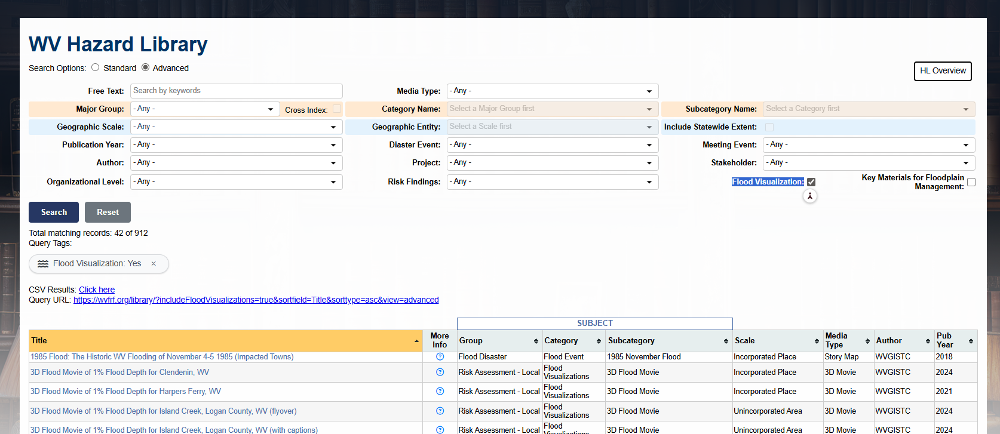 WV Hazard Library
Search Options: Standard Advanced
HL Overview
Free Text: Search by keywords Media Type: - Any -
Major Group: - Any - Cross Index: Category Name: Select a Major Group first Subcategory Name: Select a Category first
Geographic Scale: - Any - Geographic Entity: Select a Scale first Include Statewide Extent:
Publication Year: - Any - Diaster Event: - Any - Meeting Event: - Any -
Author: - Any - Project: - Any - Stakeholder: - Any -
Organizational Level: - Any - Risk Findings: - Any - Flood Visualization: Key Materials for Floodplain
Management:
Search Reset
Total matching records: 42 of 912
Query Tags:
Flood Visualization: Yes ×
CSV Results: Click here
Query URL: https://wvfrf.org/library/?includeFloodVisualizations=true&sortfield=Title&sorttype=asc&view=advanced
SUBJECT
Title More Info Group Category Subcategory Scale Media Type Author Pub Year
1985 Flood: The Historic WV Flooding of November 4-5 1985 (Impacted Towns) Flood Disaster Flood Event 1985 November Flood Incorporated Place Story Map WVGISTC 2018
3D Flood Movie of 1% Flood Depth for Clendenin, WV Risk Assessment - Local Flood Visualizations 3D Flood Movie Incorporated Place 3D Movie WVGISTC 2024
3D Flood Movie of 1% Flood Depth for Harpers Ferry, WV Risk Assessment - Local Flood Visualizations 3D Flood Movie Incorporated Place 3D Movie WVGISTC 2021
3D Flood Movie of 1% Flood Depth for Island Creek, Logan County, WV (flyover) Risk Assessment - Local Flood Visualizations 3D Flood Movie Unincorporated Area 3D Movie WVGISTC 2024
3D Flood Movie of 1% Flood Depth for Island Creek, Logan County, WV (with captions) Risk Assessment - Local Flood 3D Flood Movie Unincorporated Area 3D Movie WVGISTC 2024